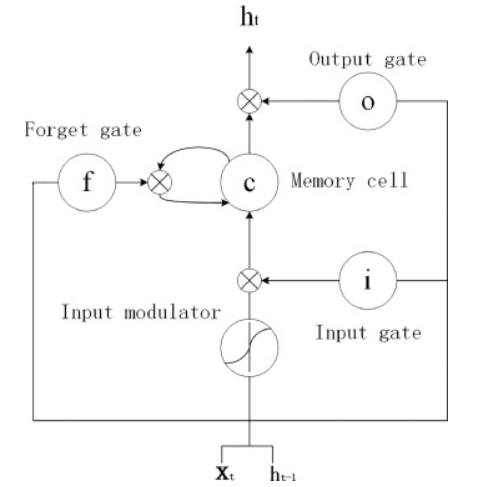 ht
Output gate
o
Forget gate
f
c
Memory cell
i
Input modulator
Input gate
xt
ht-1